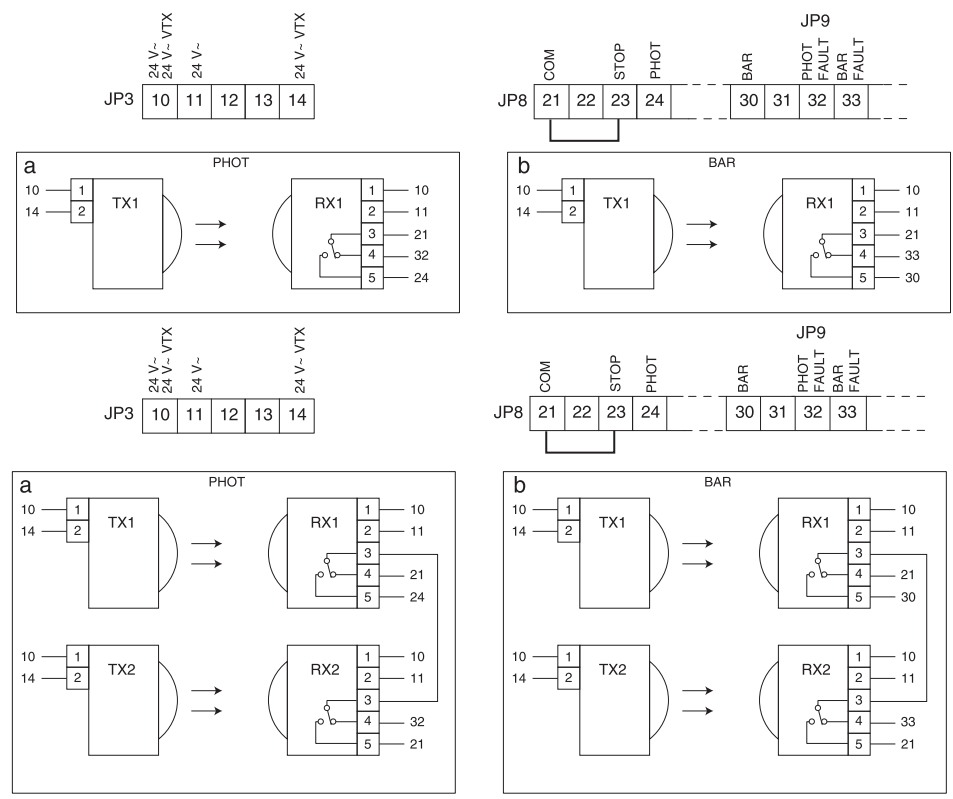 24 V~
24 V~ VTX
24 V~
24 V~ VTX
JP3 10 11 12 13 14
JP9
COM STOP PHOT BAR PHOT FAULT BAR FAULT
JP8 21 22 23 24 30 31 32 33
a PHOT
10 1 TX1 RX1 1 10
14 2 2 11
3 21
4 32
5 24
b BAR
10 1 TX1 RX1 1 10
14 2 2 11
3 21
4 33
5 30
24 V~
24 V~ VTX
24 V~
24 V~ VTX
JP3 10 11 12 13 14
JP9
COM STOP PHOT BAR PHOT FAULT BAR FAULT
JP8 21 22 23 24 30 31 32 33
a PHOT
10 1 TX1 RX1 1 10
14 2 2 11
3
4 21
5 24
10 1 TX2 RX2 1 10
14 2 2 11
3
4 32
5 21
b BAR
10 1 TX1 RX1 1 10
14 2 2 11
3
4 21
5 30
10 1 TX2 RX2 1 10
14 2 2 11
3
4 33
5 21